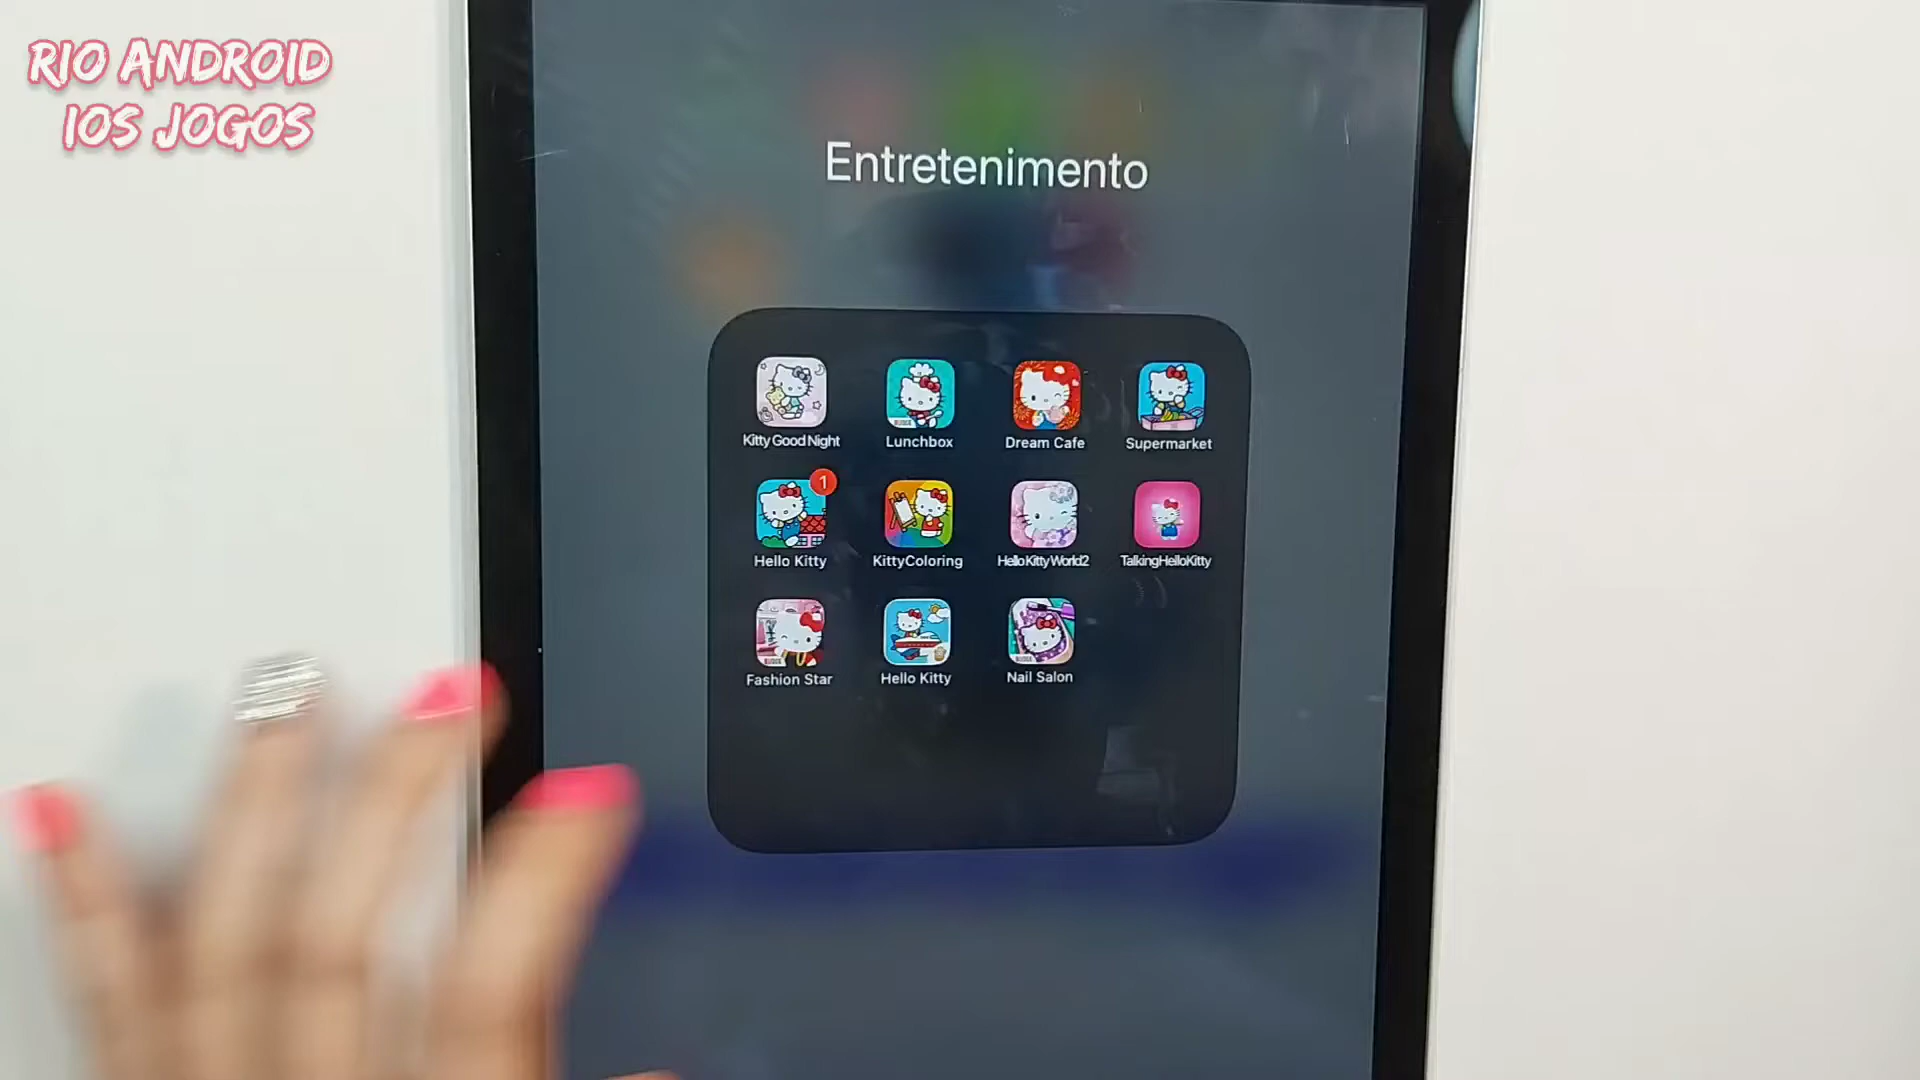 RIO ANDROID
IOS JOGOS
Entretenimento
Kitty Good Night
Lunchbox
Dream Cafe
Supermarket
1
Hello Kitty
KittyColoring
HelloKittyWorld2
TalkingHelloKitty
Fashion Star
Hello Kitty
Nail Salon